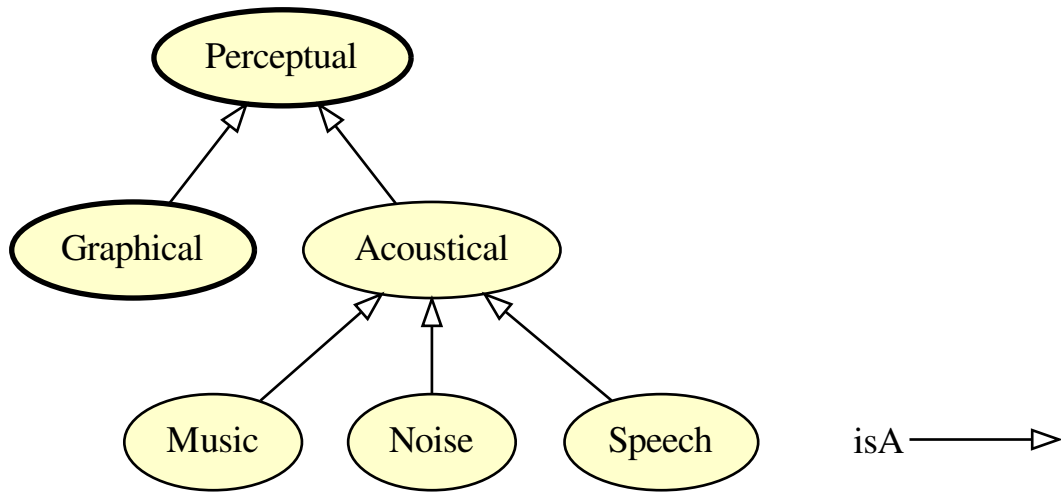 Perceptual
Graphical
Acoustical
Music
Noise
Speech
isA